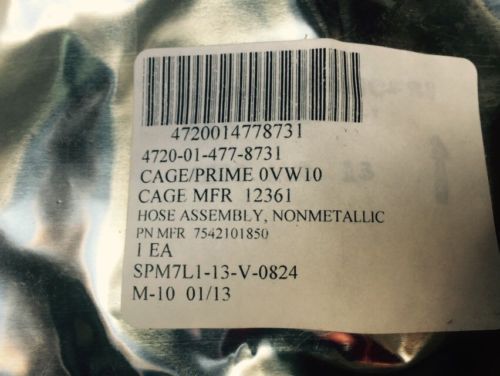 4720014778731
4720-01-477-8731
CAGE/PRIME 0VW10
CAGE MFR 12361
HOSE ASSEMBLY, NONMETALLIC
PN MFR 7542101850
1 EA
SPM7L1-13-V-0824
M-10 01/13